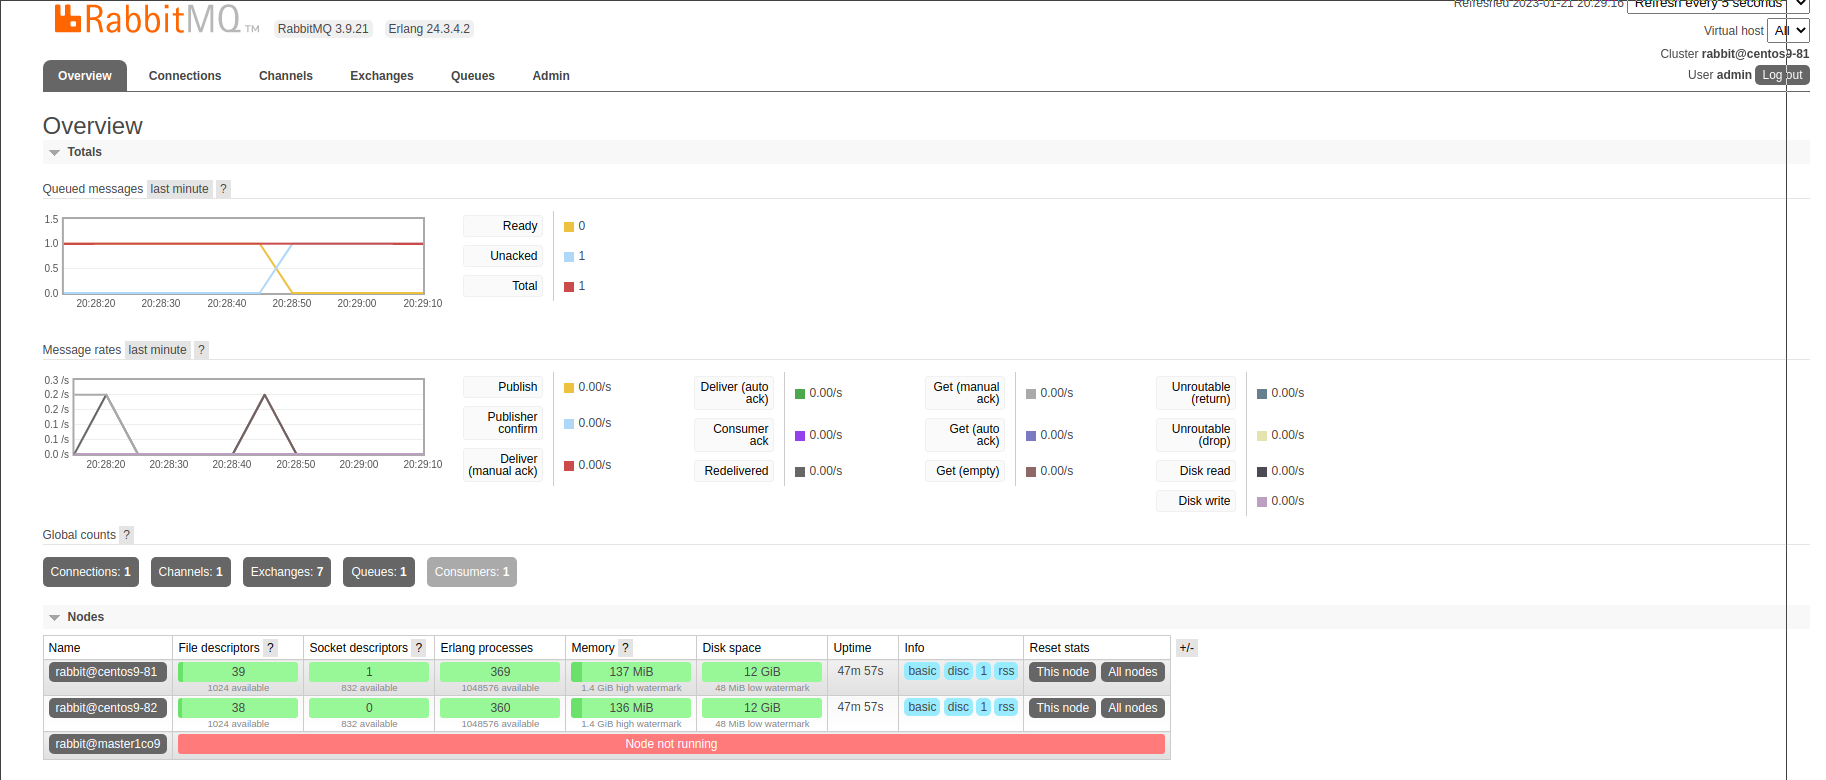 Refreshed 2023-01-21 20:29:16 Refresh every 5 seconds
RabbitMQ TM RabbitMQ 3.9.21 Erlang 24.3.4.2
Virtual host All
Cluster rabbit@centos9-81
User admin Log out
Overview Connections Channels Exchanges Queues Admin
Overview
Totals
Queued messages last minute ?
1.5
1.0
0.5
0.0
20:28:20 20:28:30 20:28:40 20:28:50 20:29:00 20:29:10
Ready 0
Unacked 1
Total 1
Message rates last minute ?
0.3 /s
0.2 /s
0.2 /s
0.1 /s
0.1 /s
0.0 /s
20:28:20 20:28:30 20:28:40 20:28:50 20:29:00 20:29:10
Publish 0.00/s
Publisher
confirm 0.00/s
Deliver
(manual ack) 0.00/s
Deliver (auto
ack) 0.00/s
Consumer
ack 0.00/s
Redelivered 0.00/s
Get (manual
ack) 0.00/s
Get (auto
ack) 0.00/s
Get (empty) 0.00/s
Unroutable
(return) 0.00/s
Unroutable
(drop) 0.00/s
Disk read 0.00/s
Disk write 0.00/s
Global counts ?
Connections: 1 Channels: 1 Exchanges: 7 Queues: 1 Consumers: 1
Nodes
Name File descriptors ? Socket descriptors ? Erlang processes Memory ? Disk space Uptime Info Reset stats +/-
rabbit@centos9-81 39 1 369 137 MiB 12 GiB 47m 57s basic disc 1 rss This node All nodes
1024 available 832 available 1048576 available 1.4 GiB high watermark 48 MiB low watermark
rabbit@centos9-82 38 0 360 136 MiB 12 GiB 47m 57s basic disc 1 rss This node All nodes
1024 available 832 available 1048576 available 1.4 GiB high watermark 48 MiB low watermark
rabbit@master1co9 Node not running